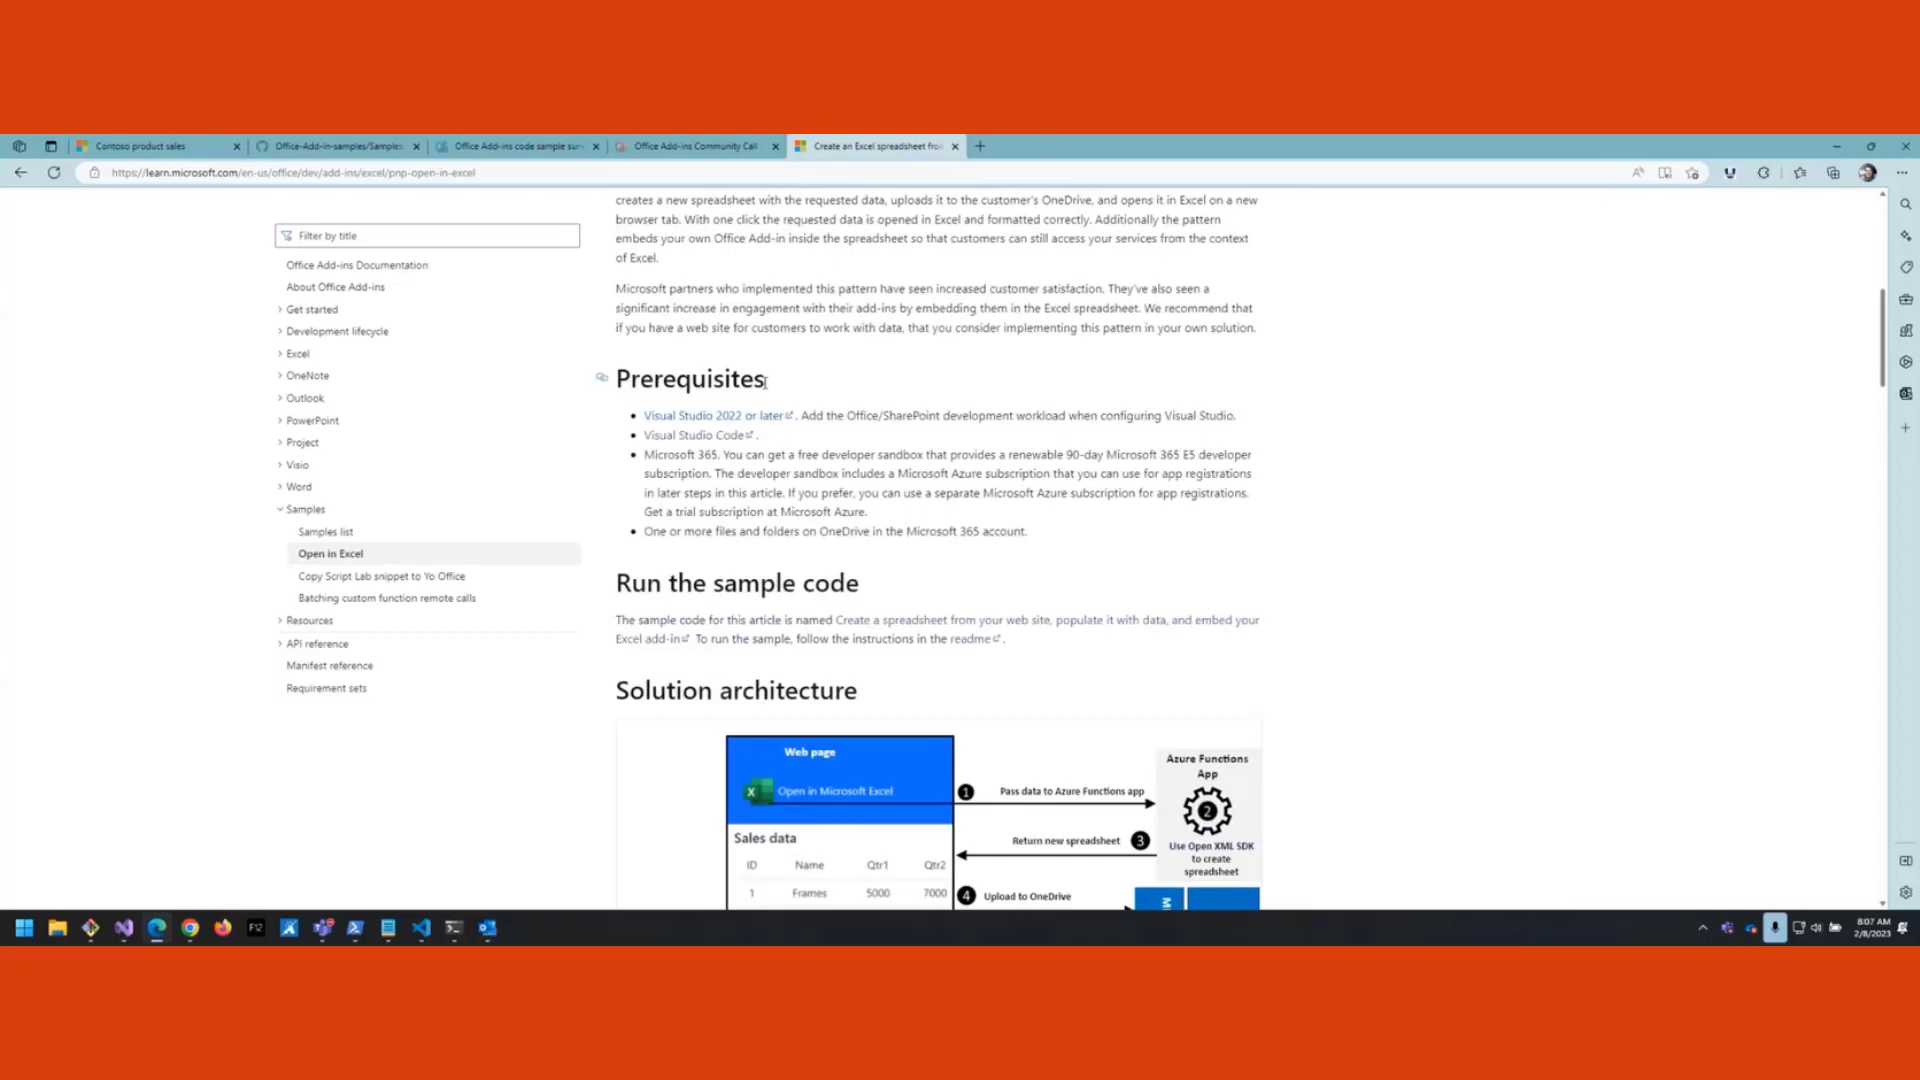 Contoso product sales
Office-Add-in-samples/Samples
Office Add-ins code sample sur
Office Add-ins Community Call
Create an Excel spreadsheet fro
https://learn.microsoft.com/en-us/office/dev/add-ins/excel/pnp-open-in-excel
Filter by title
Office Add-ins Documentation
About Office Add-ins
Get started
Development lifecycle
Excel
OneNote
Outlook
PowerPoint
Project
Visio
Word
Samples
Samples list
Open in Excel
Copy Script Lab snippet to Yo Office
Batching custom function remote calls
Resources
API reference
Manifest reference
Requirement sets
creates a new spreadsheet with the requested data, uploads it to the customer's OneDrive, and opens it in Excel on a new
browser tab. With one click the requested data is opened in Excel and formatted correctly. Additionally the pattern
embeds your own Office Add-in inside the spreadsheet so that customers can still access your services from the context
of Excel.
Microsoft partners who implemented this pattern have seen increased customer satisfaction. They've also seen a
significant increase in engagement with their add-ins by embedding them in the Excel spreadsheet. We recommend that
if you have a web site for customers to work with data, that you consider implementing this pattern in your own solution.
Prerequisites
• Visual Studio 2022 or later. Add the Office/SharePoint development workload when configuring Visual Studio.
• Visual Studio Code.
• Microsoft 365. You can get a free developer sandbox that provides a renewable 90-day Microsoft 365 E5 developer
subscription. The developer sandbox includes a Microsoft Azure subscription that you can use for app registrations
in later steps in this article. If you prefer, you can use a separate Microsoft Azure subscription for app registrations.
Get a trial subscription at Microsoft Azure.
• One or more files and folders on OneDrive in the Microsoft 365 account.
Run the sample code
The sample code for this article is named Create a spreadsheet from your web site, populate it with data, and embed your
Excel add-in To run the sample, follow the instructions in the readme.
Solution architecture
Web page
Open in Microsoft Excel
Sales data
ID Name Qtr1 Qtr2
1 Frames 5000 7000
1 Pass data to Azure Functions app
Return new spreadsheet 3
4 Upload to OneDrive
Azure Functions
App
2
Use Open XML SDK
to create
spreadsheet
8:07 AM
2/8/2023